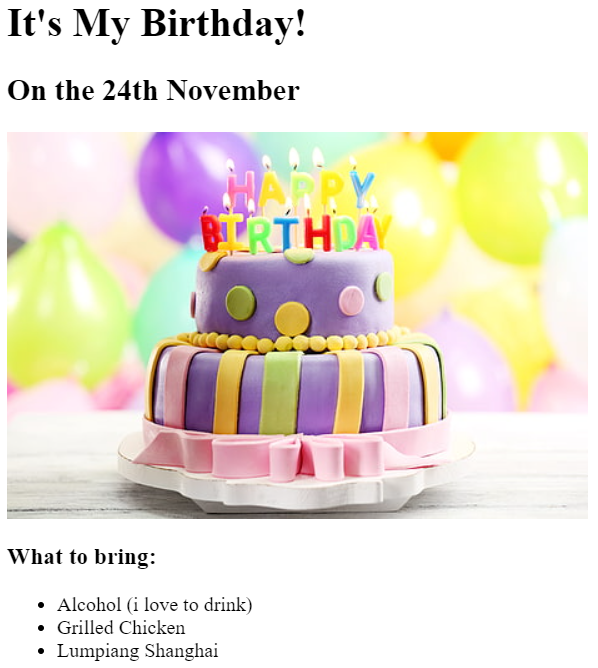 It's My Birthday!
On the 24th November
HAPPY
BIRTHDAY
What to bring:
Alcohol (i love to drink)
Grilled Chicken
Lumpiang Shanghai